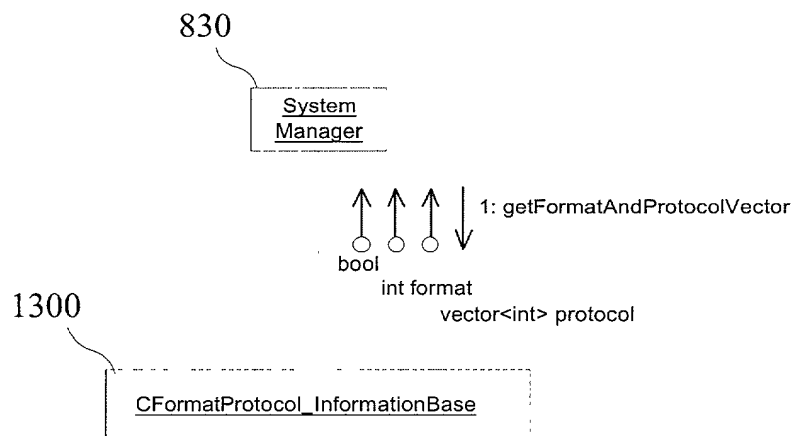 830
System
Manager
1: getFormatAndProtocolVector
bool
int format
vector<int> protocol
1300
CFormatProtocol_InformationBase